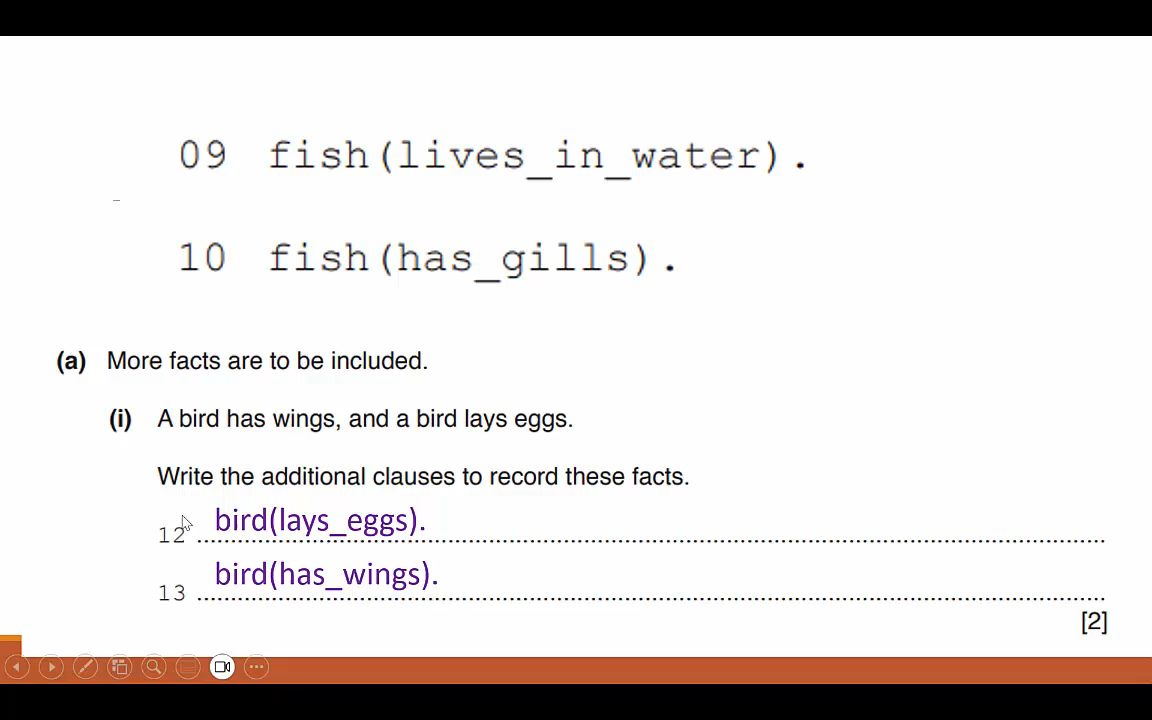 09 fish(lives_in_water).
10 fish(has_gills).
(a) More facts are to be included.
(i) A bird has wings, and a bird lays eggs.
Write the additional clauses to record these facts.
12 bird(lays_eggs).
13 bird(has_wings).
[2]